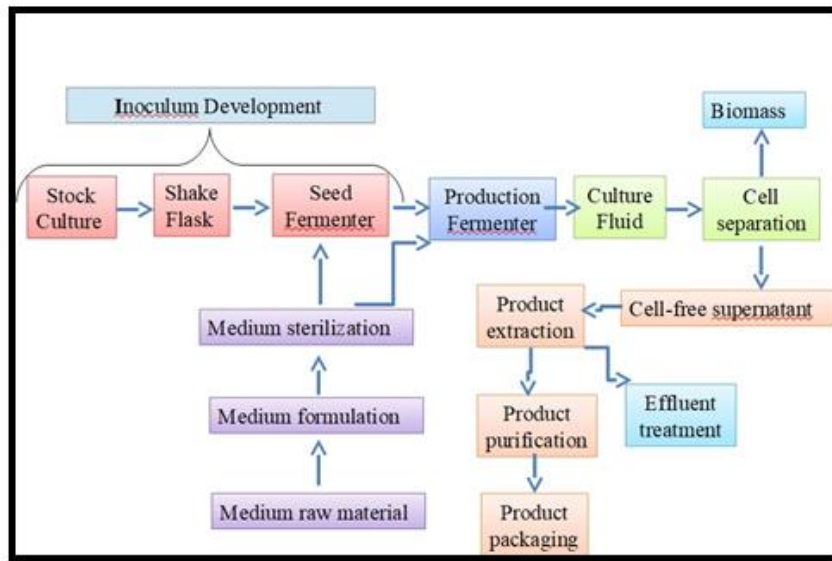 Inoculum Development
Biomass
Stock
Culture
Shake
Flask
Seed
Fermenter
Production
Fermenter
Culture
Fluid
Cell
separation
Medium sterilization
Product
extraction
Cell-free supernatant
Medium formulation
Product
purification
Effluent
treatment
Medium raw material
Product
packaging